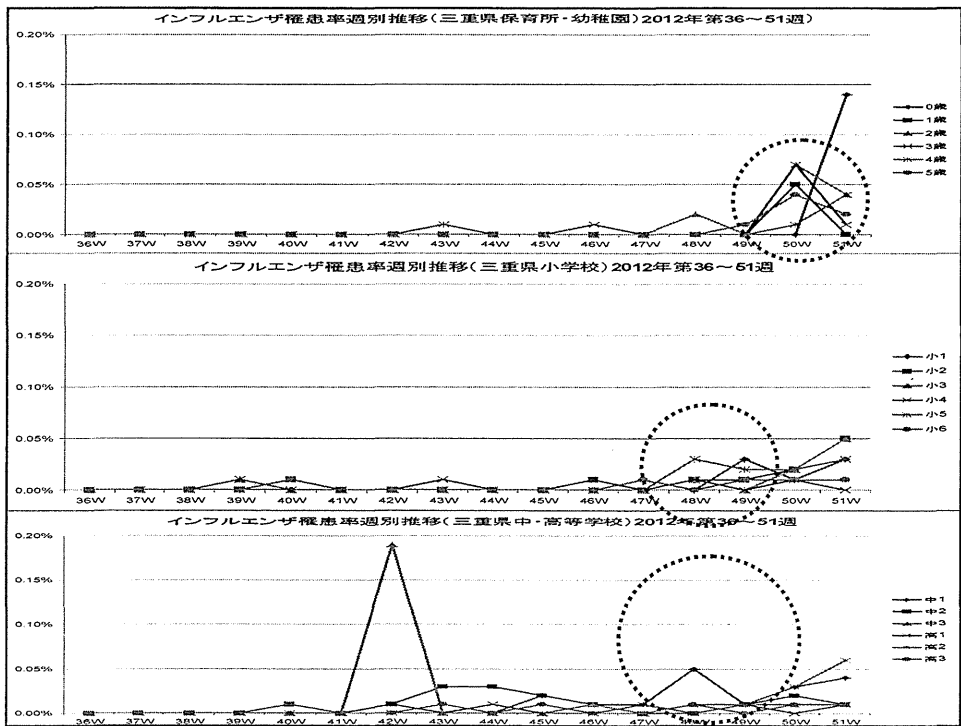 インフルエンザ罹患率週別推移(三重県保育所・幼稚園)2012年第36～51週)
0.20%
0.15%
0.10%
0.05%
0.00%
36W 37W 38W 39W 40W 41W 42W 43W 44W 45W 46W 47W 48W 49W 50W 51W
0歳
1歳
2歳
3歳
4歳
5歳
インフルエンザ罹患率週別推移(三重県小学校)2012年第36～51週
0.20%
0.15%
0.10%
0.05%
0.00%
36W 37W 38W 39W 40W 41W 42W 43W 44W 45W 46W 47W 48W 49W 50W 51W
小1
小2
小3
小4
小5
小6
インフルエンザ罹患率週別推移(三重県中・高等学校)2012年第36～51週
0.20%
0.15%
0.10%
0.05%
0.00%
36W 37W 38W 39W 40W 41W 42W 43W 44W 45W 46W 47W 48W 49W 50W 51W
中1
中2
中3
高1
高2
高3